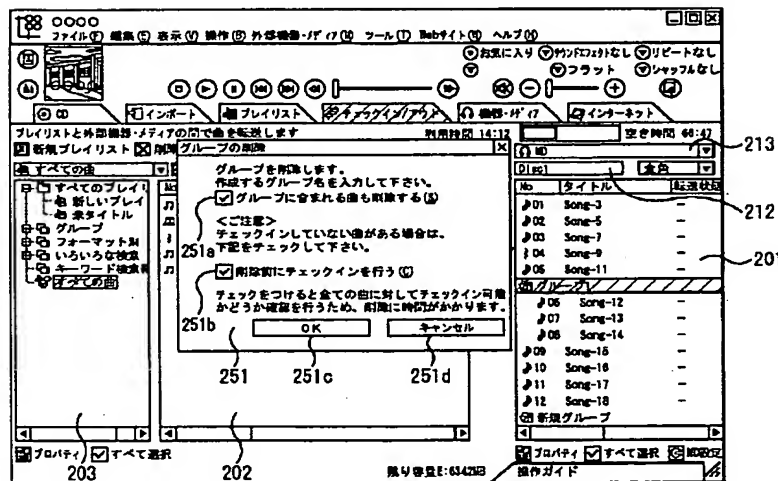 ○○○○
ファイル(F) 編集(E) 表示(V) 操作(B) 外部機器・メディア(M) ツール(T) Webサイト(W) ヘルプ(H)
お気に入り サウンドエフェクトなし リピートなし
フラット シャッフルなし
CD インポート プレイリスト チェックイン/アウト 機器・メディア インターネット
プレイリストと外部機器・メディアの間で曲を転送します 利用時間 14:12 空き時間 60:47
新規プレイリスト 削除
すべての曲
すべてのプレイリ
新しいプレイ
未タイトル
グループ
フォーマット別
いろいろな検索
キーワード検索
すべての曲
グループの削除
グループを削除します。
作成するグループ名を入力して下さい。
グループに含まれる曲も削除する(S)
<ご注意>
チェックインしていない曲がある場合は、
下記をチェックして下さい。
削除前にチェックインを行う(C)
チェックをつけると全ての曲に対してチェックイン可能
かどうか確認を行うため、削除に時間がかかります。
OK キャンセル
251a
251b
251
251c
251d
MD
213
Disc1 金色
212
No タイトル 転送状態
01 Song-3 —
02 Song-5 —
03 Song-7 —
04 Song-9 —
05 Song-11 —
201
グループ1
06 Song-12 —
07 Song-13 —
08 Song-14 —
09 Song-15 —
10 Song-16 —
11 Song-17 —
12 Song-18 —
新規グループ
プロパティ すべて選択
203
202
残り容量E:6342MB
プロパティ すべて選択 MD設定
操作ガイド